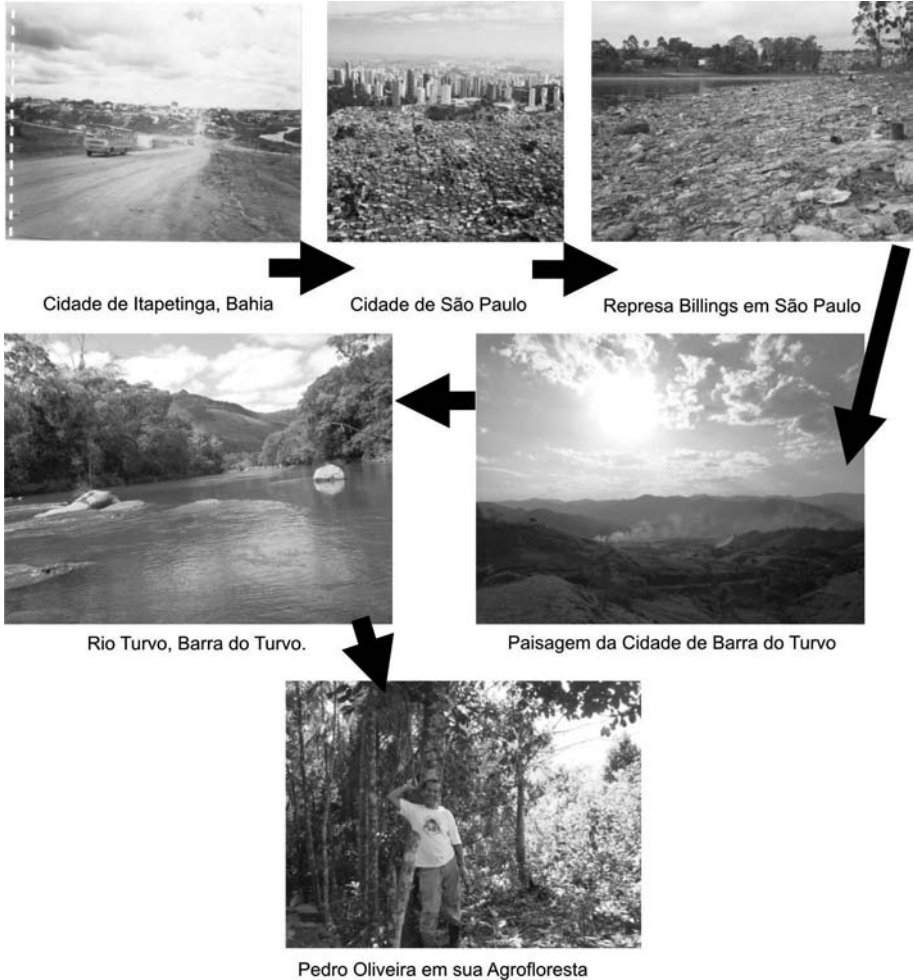 Cidade de Itapetinga, Bahia
Cidade de São Paulo
Represa Billings em São Paulo
Rio Turvo, Barra do Turvo.
Paisagem da Cidade de Barra do Turvo
Pedro Oliveira em sua Agrofloresta